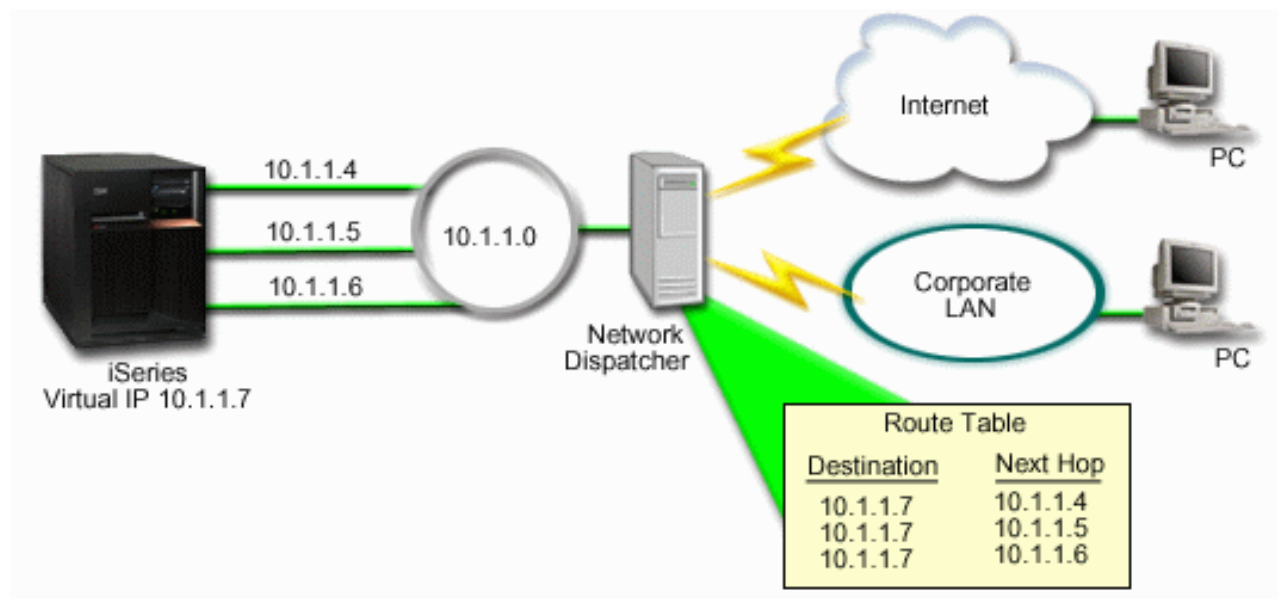 Internet
PC
10.1.1.4
10.1.1.5
10.1.1.6
10.1.1.0
iSeries
Virtual IP 10.1.1.7
Network
Dispatcher
Corporate
LAN
PC
Route Table
Destination Next Hop
10.1.1.7 10.1.1.4
10.1.1.7 10.1.1.5
10.1.1.7 10.1.1.6